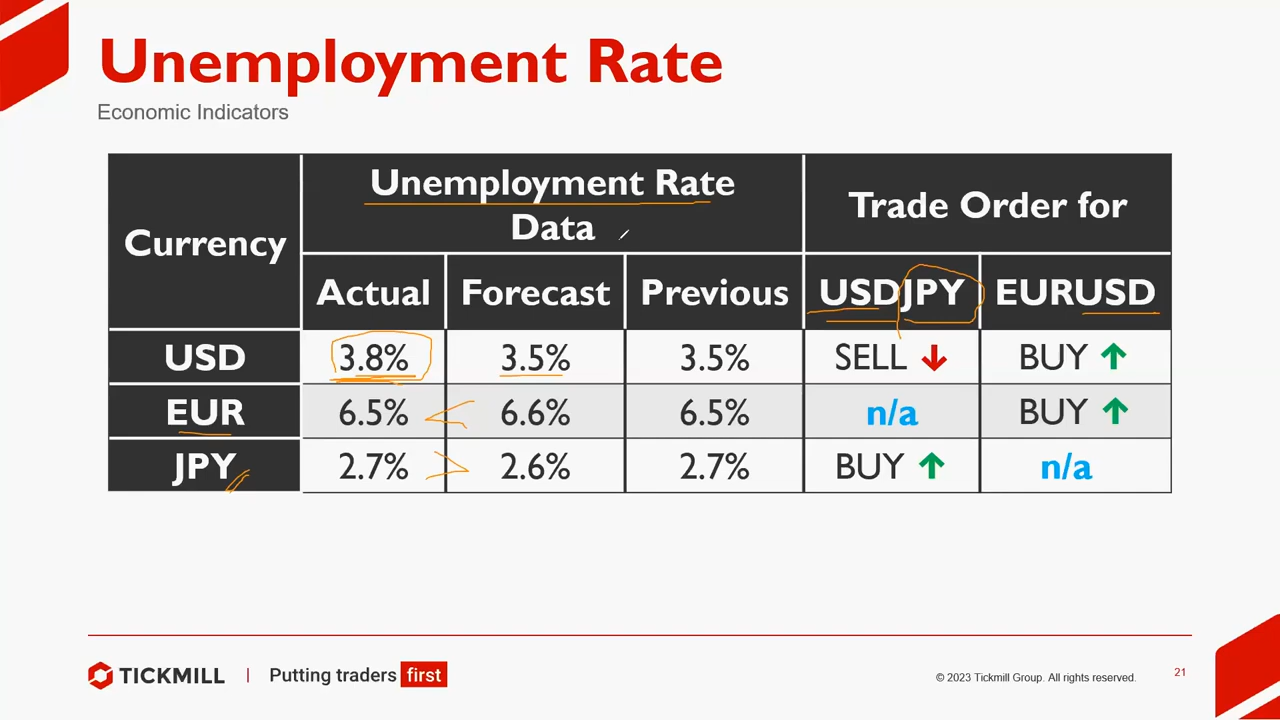 Unemployment Rate
Economic Indicators
Currency
Unemployment Rate
Data
Trade Order for
Actual Forecast Previous USDJPY EURUSD
USD 3.8% 3.5% 3.5% SELL BUY
EUR 6.5% 6.6% 6.5% n/a BUY
JPY 2.7% 2.6% 2.7% BUY n/a
TICKMILL | Putting traders first
© 2023 Tickmill Group. All rights reserved.
21